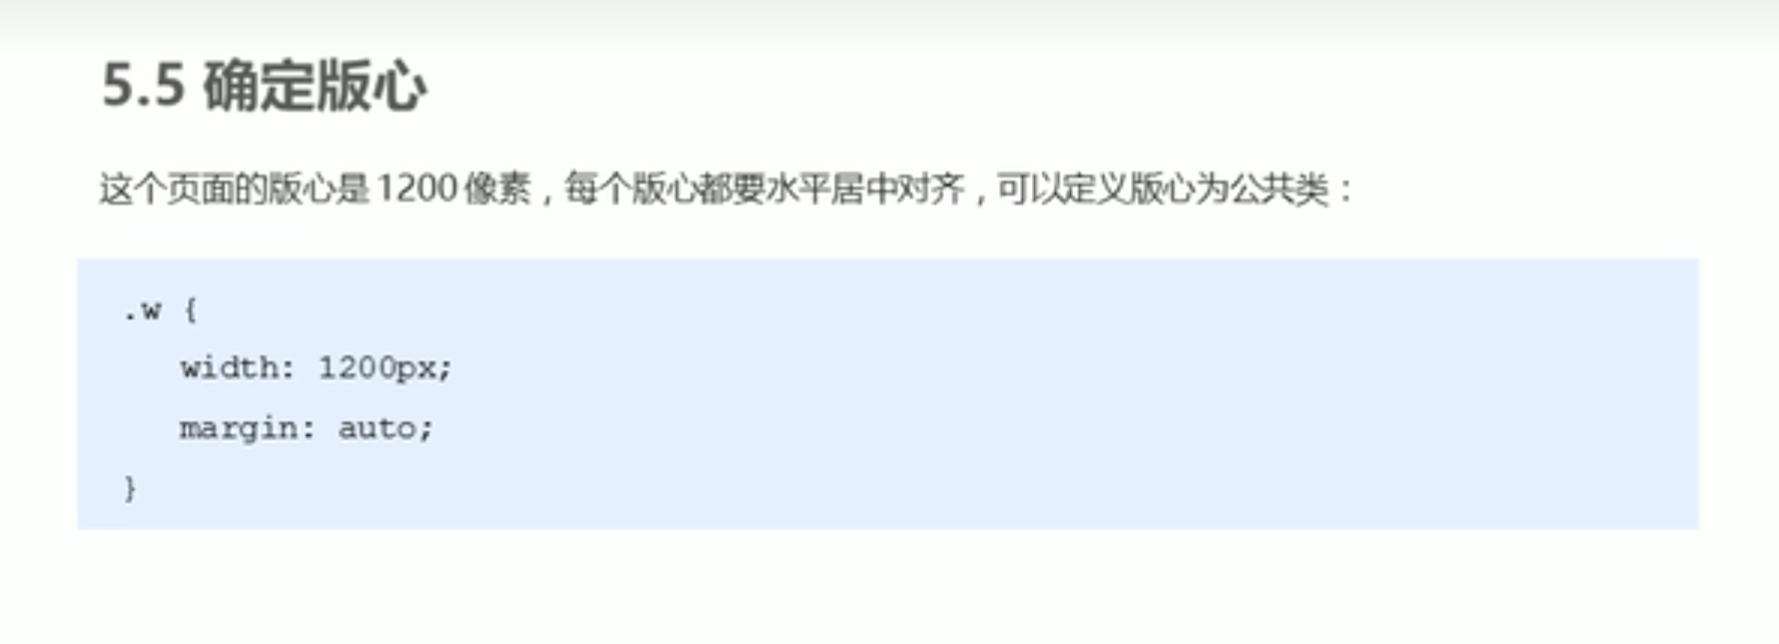 5.5 确定版心
这个页面的版心是 1200 像素，每个版心都要水平居中对齐，可以定义版心为公共类：
.w {
width: 1200px;
margin: auto;
}